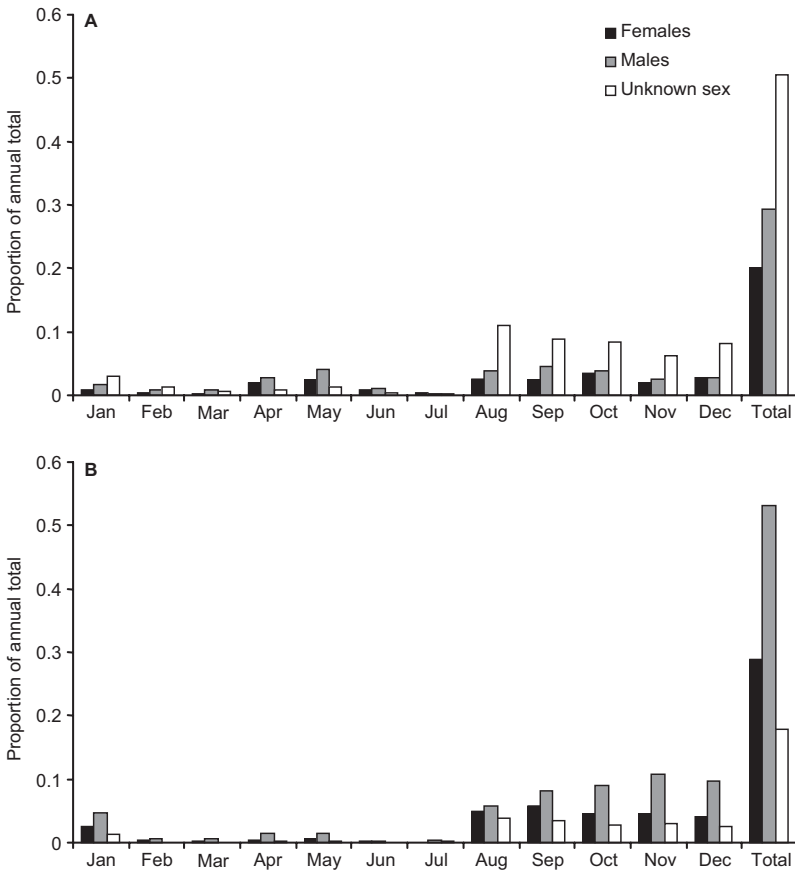 A
0.6
0.5
0.4
0.3
0.2
0.1
0
Proportion of annual total
Females
Males
Unknown sex
Jan Feb Mar Apr May Jun Jul Aug Sep Oct Nov Dec Total
B
0.6
0.5
0.4
0.3
0.2
0.1
0
Proportion of annual total
Jan Feb Mar Apr May Jun Jul Aug Sep Oct Nov Dec Total